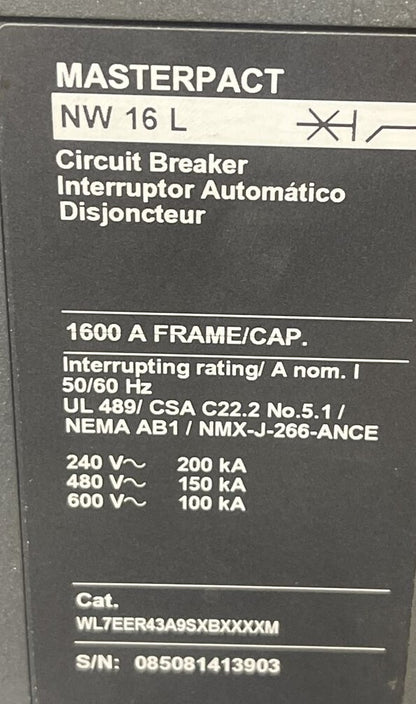 MASTERPACT
NW 16 L
Circuit Breaker
Interruptor Automático
Disjoncteur
1600 A FRAME/CAP.
Interrupting rating/ A nom. I
50/60 Hz
UL 489/ CSA C22.2 No.5.1 /
NEMA AB1 / NMX-J-266-ANCE
240 V～ 200 kA
480 V～ 150 kA
600 V～ 100 kA
Cat.
WL7EER43A9SXBXXXXM
S/N: 085081413903